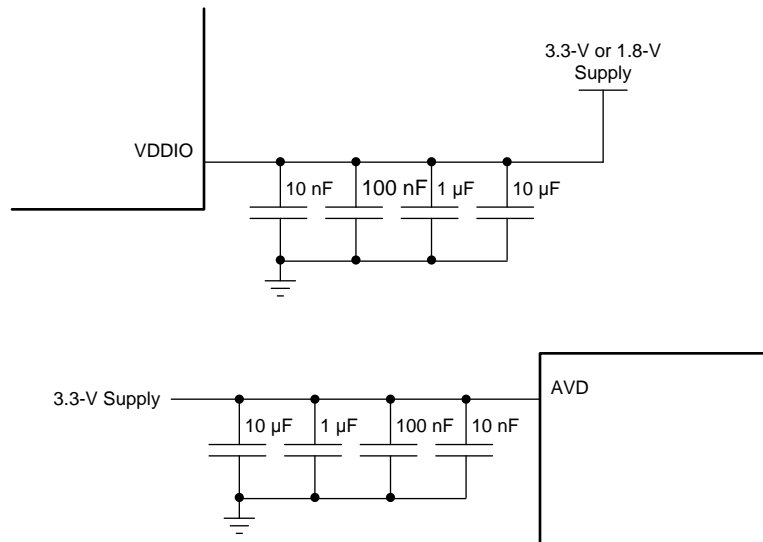 3.3-V or 1.8-V
Supply
VDDIO
10 nF
100 nF
1 µF
10 µF
3.3-V Supply
AVD
10 µF
1 µF
100 nF
10 nF